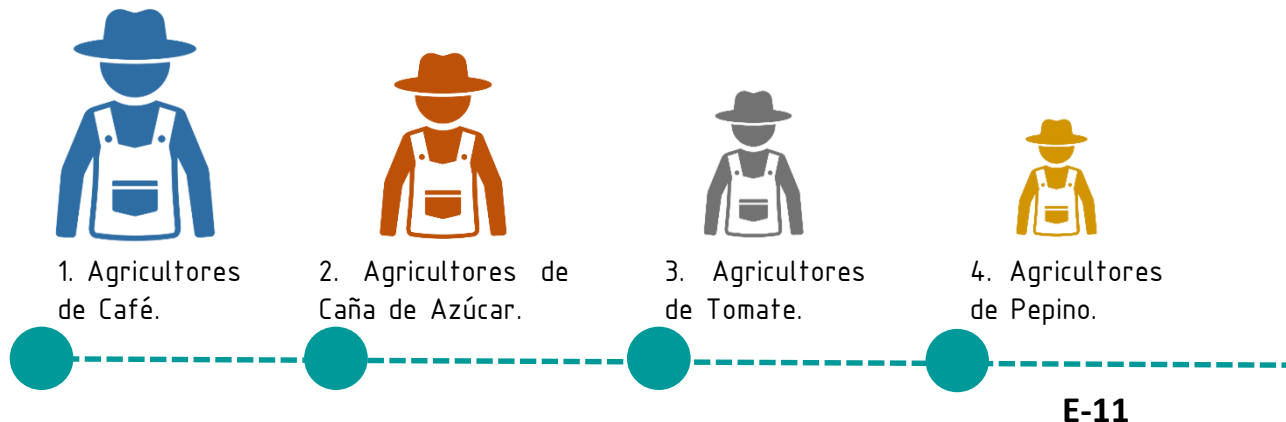 1. Agricultores
de Café.
2. Agricultores de
Caña de Azúcar.
3. Agricultores
de Tomate.
4. Agricultores
de Pepino.
E-11